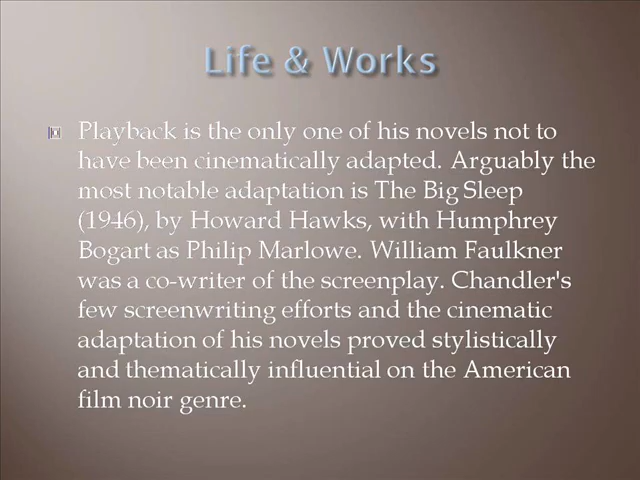 Life & Works
Playback is the only one of his novels not to
have been cinematically adapted. Arguably the
most notable adaptation is The Big Sleep
(1946), by Howard Hawks, with Humphrey
Bogart as Philip Marlowe. William Faulkner
was a co-writer of the screenplay. Chandler's
few screenwriting efforts and the cinematic
adaptation of his novels proved stylistically
and thematically influential on the American
film noir genre.